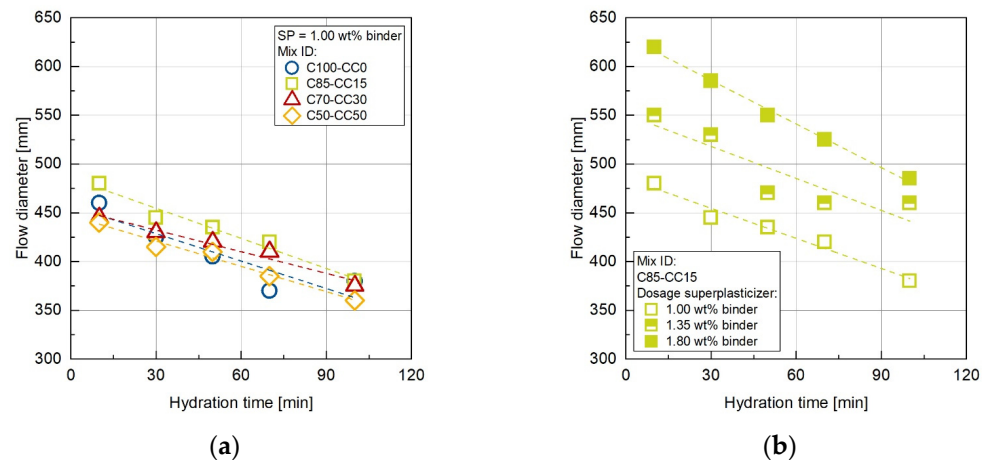 650
600
550
500
450
400
350
300
Flow diameter [mm]
SP = 1.00 wt% binder
Mix ID:
C100-CC0
C85-CC15
C70-CC30
C50-CC50
0
30
60
90
120
Hydration time [min]
(a)
650
600
550
500
450
400
350
300
Flow diameter [mm]
Mix ID:
C85-CC15
Dosage superplasticizer:
1.00 wt% binder
1.35 wt% binder
1.80 wt% binder
0
30
60
90
120
Hydration time [min]
(b)